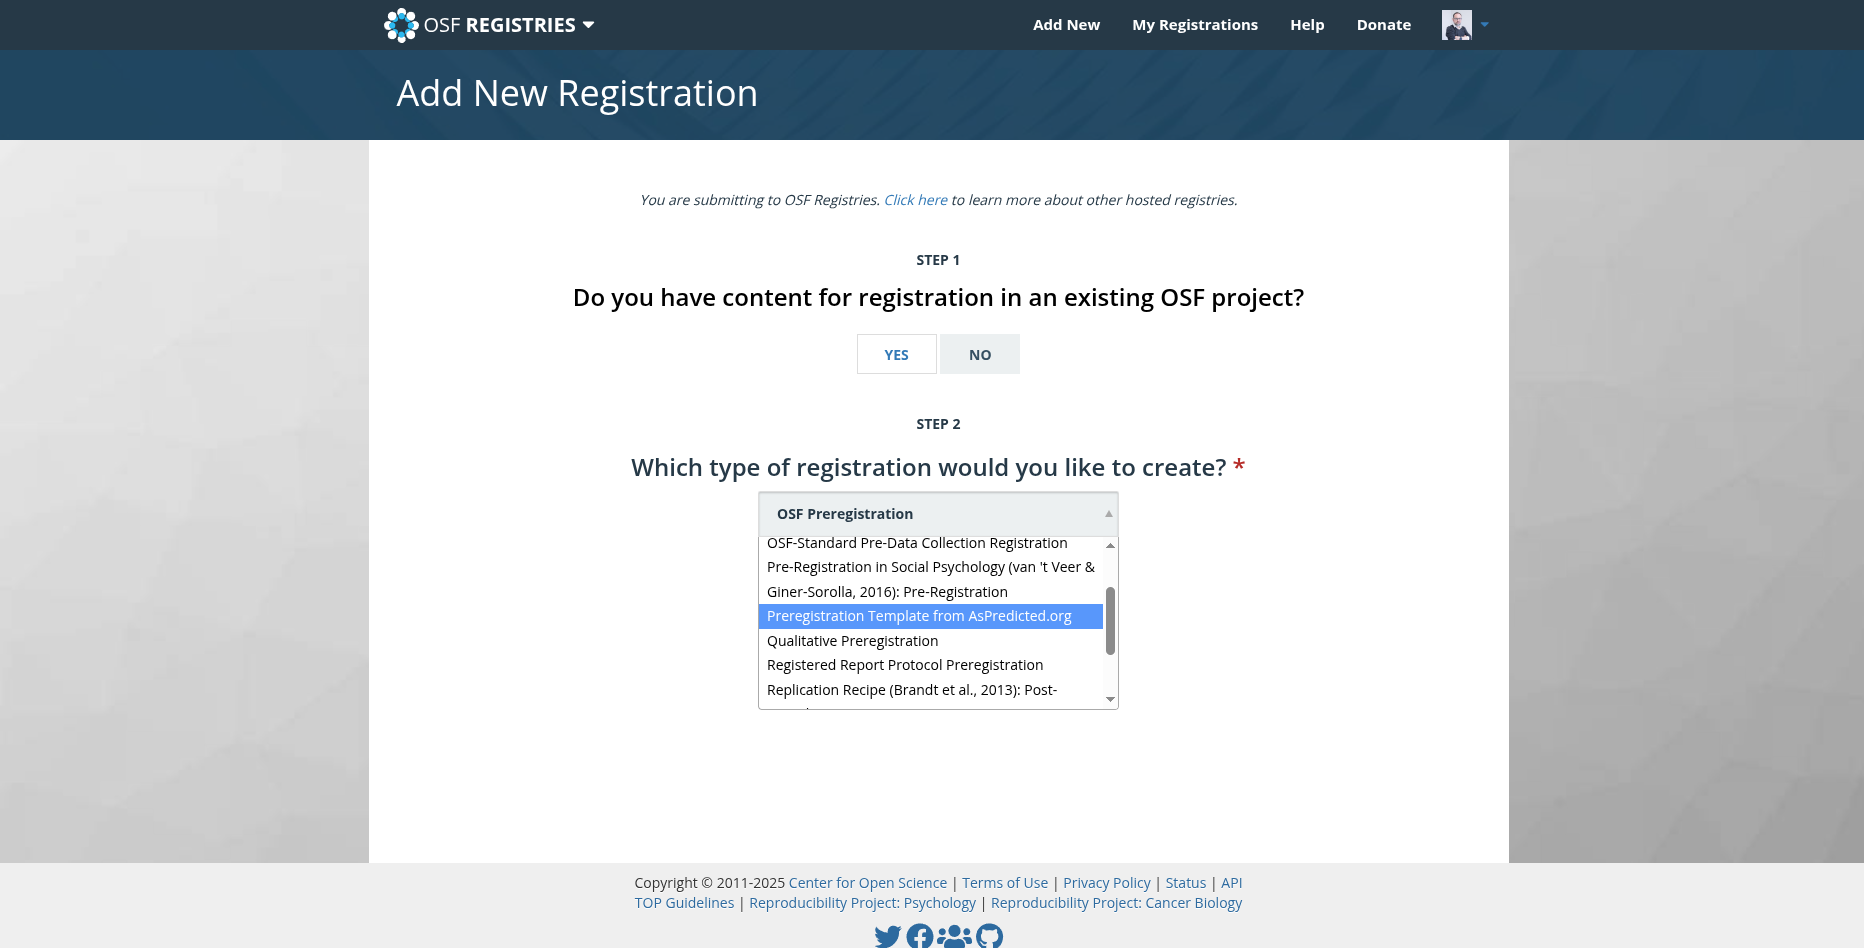 OSF REGISTRIES
Add New
My Registrations
Help
Donate
Add New Registration
You are submitting to OSF Registries. Click here to learn more about other hosted registries.
STEP 1
Do you have content for registration in an existing OSF project?
YES
NO
STEP 2
Which type of registration would you like to create? *
OSF Preregistration
OSF-Standard Pre-Data Collection Registration
Pre-Registration in Social Psychology (van 't Veer &
Giner-Sorolla, 2016): Pre-Registration
Preregistration Template from AsPredicted.org
Qualitative Preregistration
Registered Report Protocol Preregistration
Replication Recipe (Brandt et al., 2013): Post-
Copyright © 2011-2025 Center for Open Science | Terms of Use | Privacy Policy | Status | API
TOP Guidelines | Reproducibility Project: Psychology | Reproducibility Project: Cancer Biology